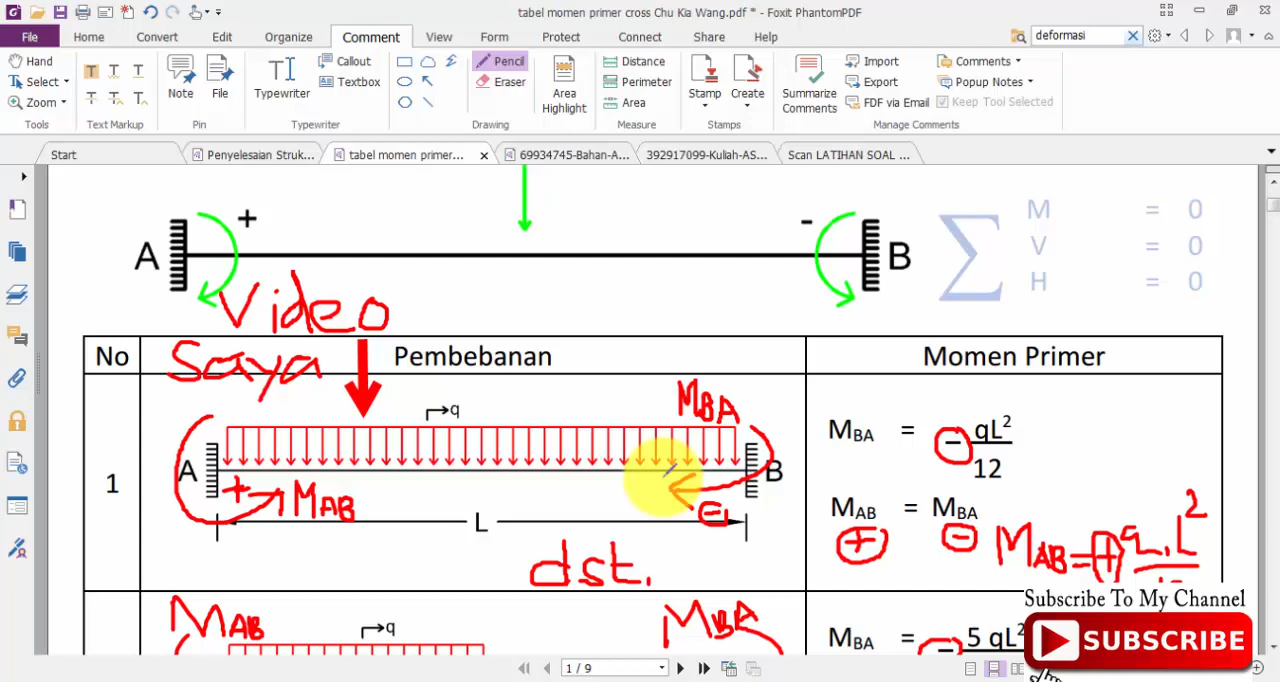 tabel momen primer cross Chu Kia Wang.pdf * - Foxit PhantomPDF
File Home Convert Edit Organize Comment View Form Protect Connect Share Help deformasi
Hand
Select
Zoom
Tools
T T T
T T T
Text Markup
Note File
Pin
Typewriter
Callout
Textbox
Typewriter
Pencil
Eraser
Area Highlight
Drawing
Distance
Perimeter
Area
Measure
Stamp Create
Stamps
Summarize Comments
Import
Export
FDF via Email
Comments
Popup Notes
Keep Tool Selected
Manage Comments
Start Penyelesaian Struk... tabel momen primer... 69934745-Bahan-A... 392917099-Kuliah-AS... Scan LATIHAN SOAL ...
A + - B
∑ M = 0
V = 0
H = 0
Video
Saya
No Pembebanan Momen Primer
1
q
MBA
A B
+ MAB
L
dst.
MBA = - qL²
12
MAB = MBA
+ -
MAB = + q.L²
MAB q MBA
MBA = - 5 qL²
Subscribe To My Channel
SUBSCRIBE
1 / 9